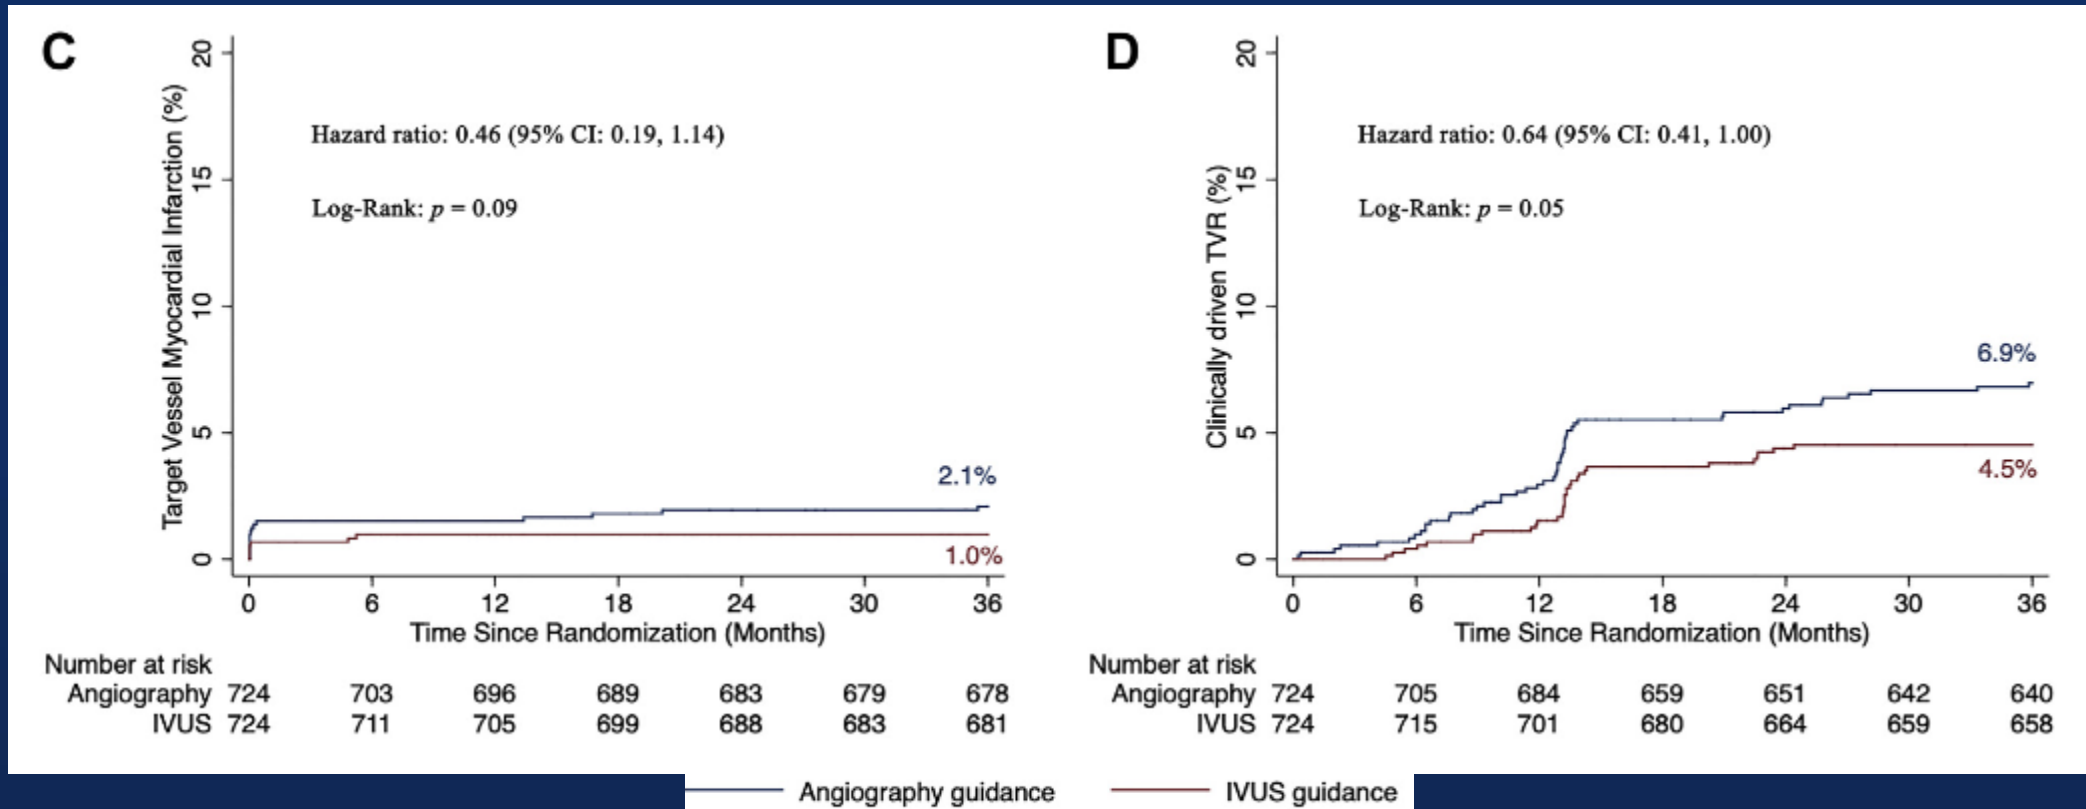 C
20
15
10
5
0
Target Vessel Myocardial Infarction (%)
Hazard ratio: 0.46 (95% CI: 0.19, 1.14)
Log-Rank: p = 0.09
2.1%
1.0%
0 6 12 18 24 30 36
Time Since Randomization (Months)
Number at risk
Angiography 724 703 696 689 683 679 678
IVUS 724 711 705 699 688 683 681
D
20
15
10
5
0
Clinically driven TVR (%)
Hazard ratio: 0.64 (95% CI: 0.41, 1.00)
Log-Rank: p = 0.05
6.9%
4.5%
0 6 12 18 24 30 36
Time Since Randomization (Months)
Number at risk
Angiography 724 705 684 659 651 642 640
IVUS 724 715 701 680 664 659 658
Angiography guidance IVUS guidance